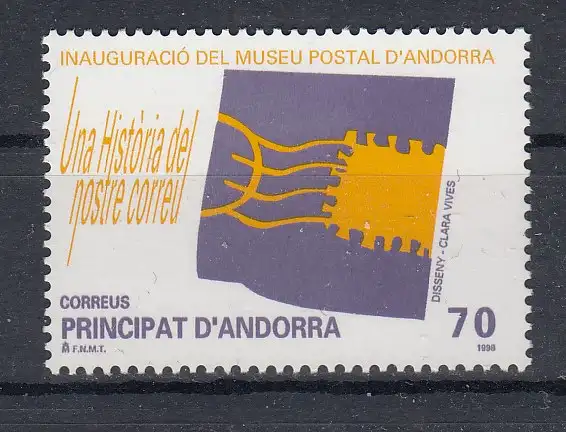 INAUGURACIÓ DEL MUSEU POSTAL D'ANDORRA
Una Història del
nostre correu
DISSENY - CLARA VIVES
CORREUS
PRINCIPAT D'ANDORRA
F.N.M.T.
70
1998